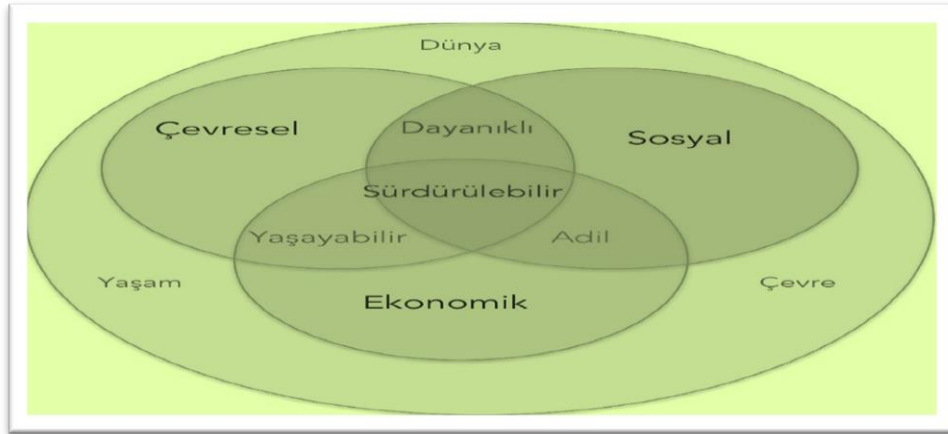 Dünya
Çevresel
Dayanıklı
Sosyal
Sürdürülebilir
Yaşayabilir
Adil
Yaşam
Çevre
Ekonomik